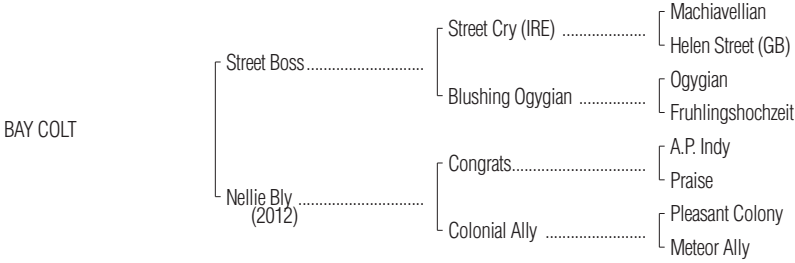 Machiavellian
Street Cry (IRE) ....................
Helen Street (GB)
Street Boss............................
Ogygian
Blushing Ogygian ................
Fruhlingshochzeit
BAY COLT
A.P. Indy
Congrats................................
Praise
Nellie Bly ..............................
(2012)
Pleasant Colony
Colonial Ally ........................
Meteor Ally